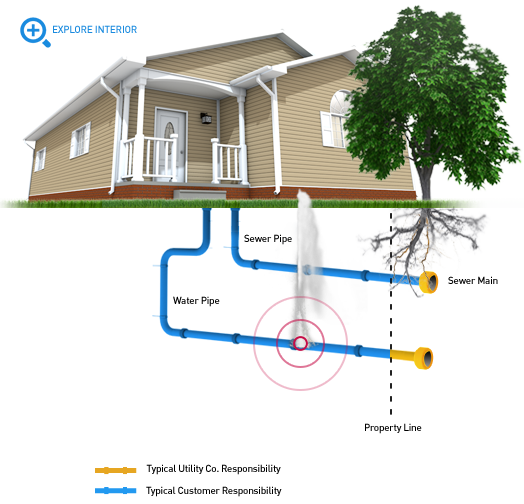 EXPLORE INTERIOR
Sewer Pipe
Sewer Main
Water Pipe
Property Line
Typical Utility Co. Responsibility
Typical Customer Responsibility